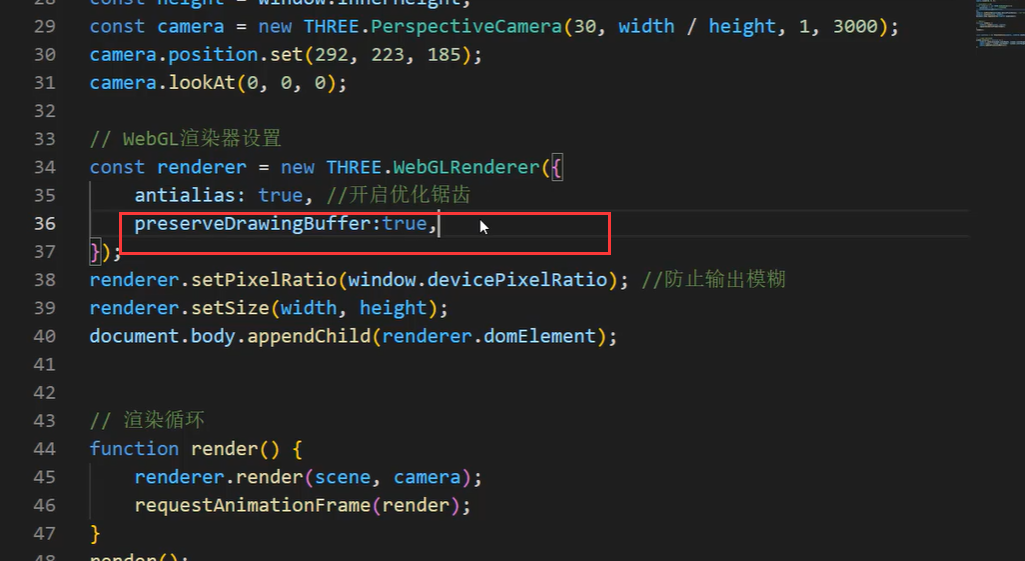 28 const height = window.innerHeight;
29 const camera = new THREE.PerspectiveCamera(30, width / height, 1, 3000);
30 camera.position.set(292, 223, 185);
31 camera.lookAt(0, 0, 0);
32
33 // WebGL渲染器设置
34 const renderer = new THREE.WebGLRenderer({
35 antialias: true, //开启优化锯齿
36 preserveDrawingBuffer:true,
37 });
38 renderer.setPixelRatio(window.devicePixelRatio); //防止输出模糊
39 renderer.setSize(width, height);
40 document.body.appendChild(renderer.domElement);
41
42
43 // 渲染循环
44 function render() {
45 renderer.render(scene, camera);
46 requestAnimationFrame(render);
47 }
48 render();